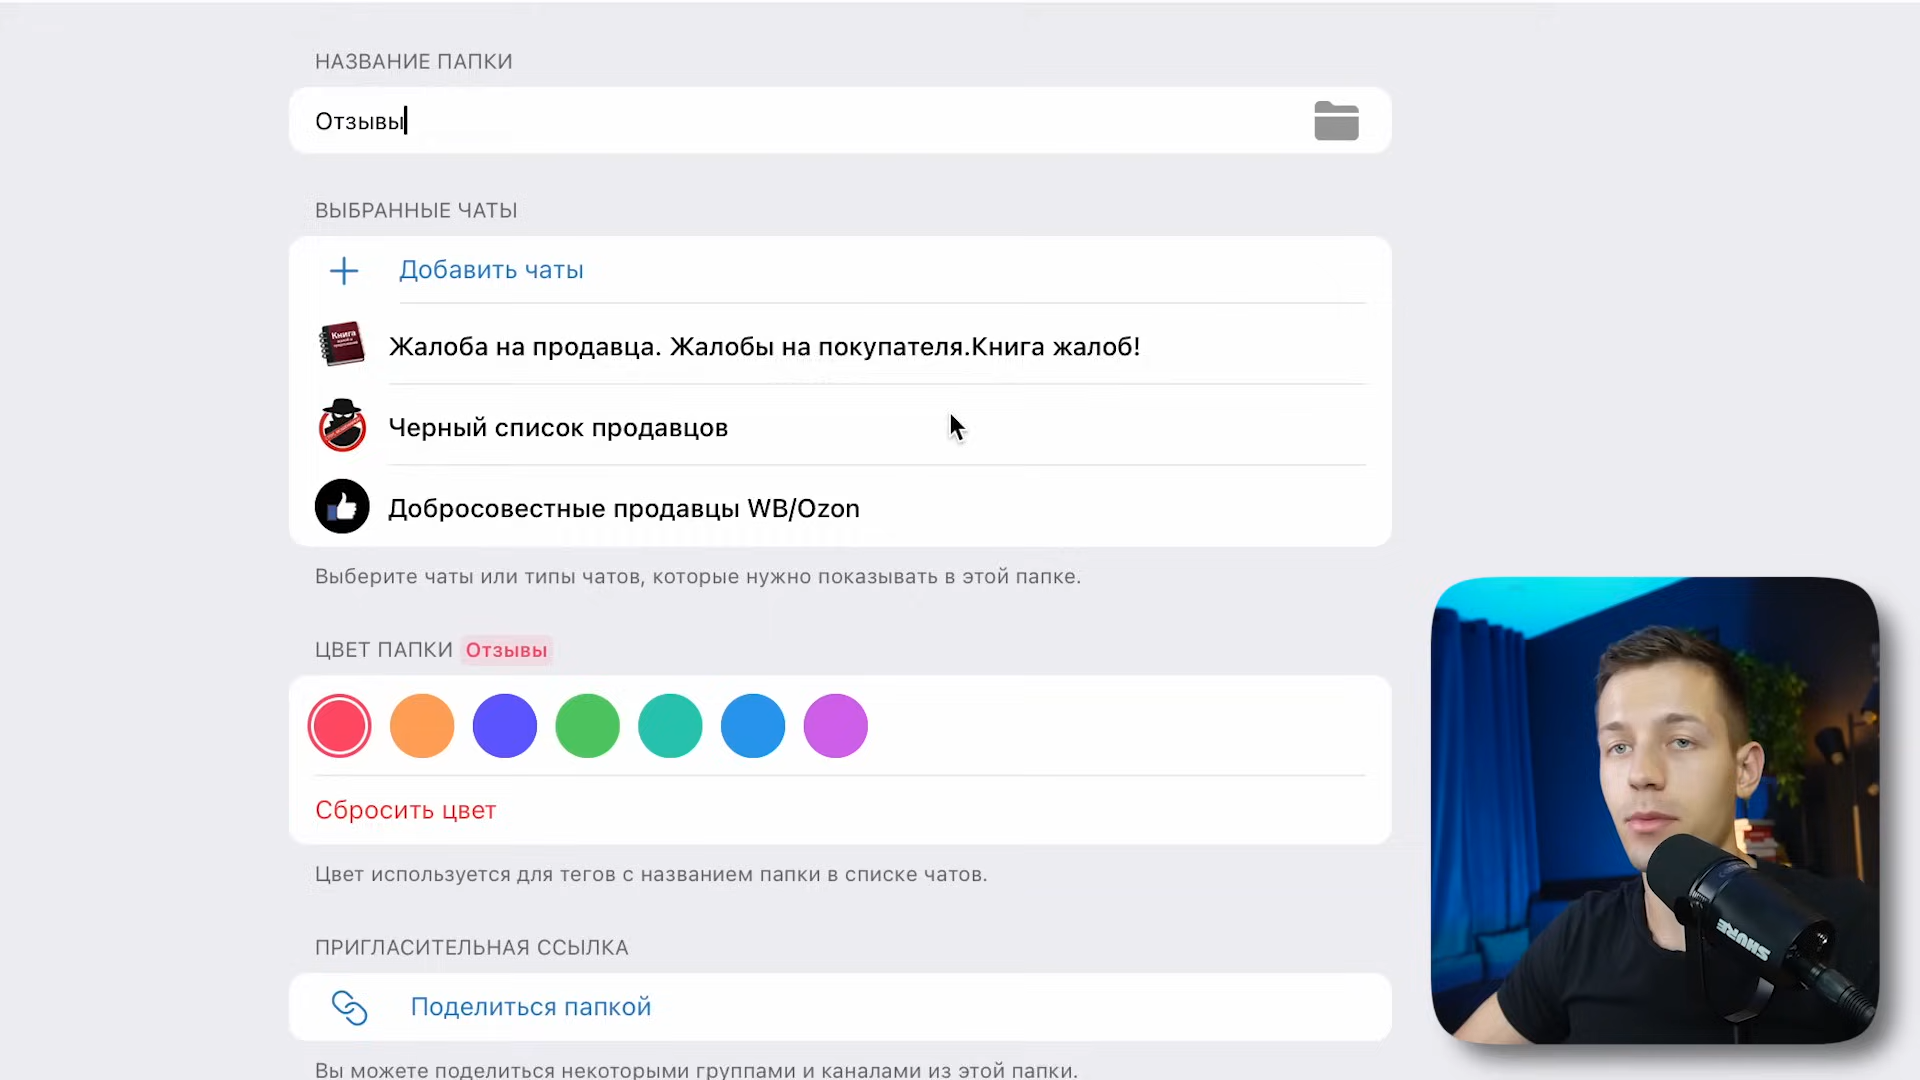 НАЗВАНИЕ ПАПКИ
Отзывы
ВЫБРАННЫЕ ЧАТЫ
Добавить чаты
Книга
Жалоба на продавца. Жалобы на покупателя.Книга жалоб!
Черный список продавцов
Добросовестные продавцы WB/Ozon
Выберите чаты или типы чатов, которые нужно показывать в этой папке.
ЦВЕТ ПАПКИ Отзывы
Сбросить цвет
Цвет используется для тегов с названием папки в списке чатов.
ПРИГЛАСИТЕЛЬНАЯ ССЫЛКА
Поделиться папкой
Вы можете поделиться некоторыми группами и каналами из этой папки.
SHURE